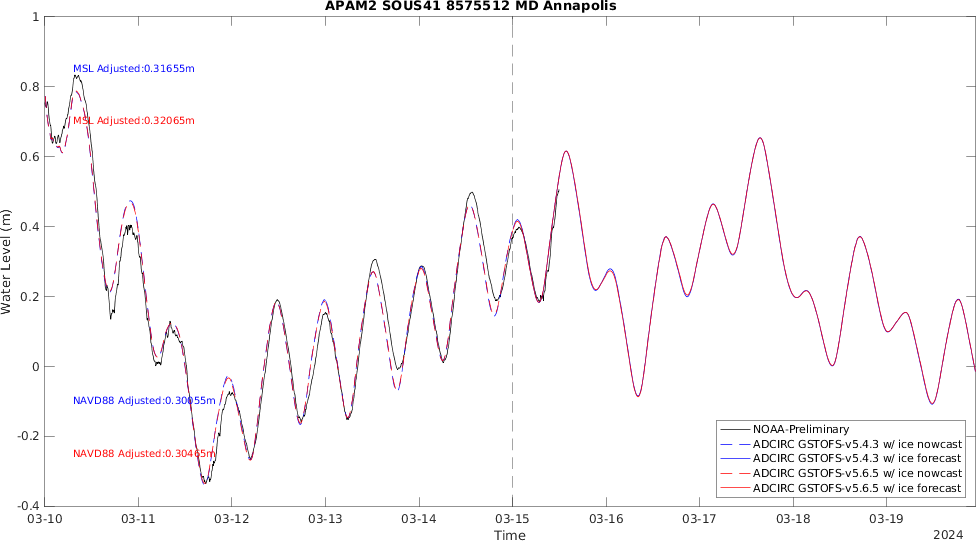 APAM2 SOUS41 8575512 MD Annapolis
1
0.8
0.6
0.4
0.2
0
-0.2
-0.4
Water Level (m)
MSL Adjusted:0.31655m
MSL Adjusted:0.32065m
NAVD88 Adjusted:0.30055m
NAVD88 Adjusted:0.30465m
NOAA-Preliminary
ADCIRC GSTOFS-v5.4.3 w/ ice nowcast
ADCIRC GSTOFS-v5.4.3 w/ ice forecast
ADCIRC GSTOFS-v5.6.5 w/ ice nowcast
ADCIRC GSTOFS-v5.6.5 w/ ice forecast
03-10 03-11 03-12 03-13 03-14 03-15 03-16 03-17 03-18 03-19
Time
2024